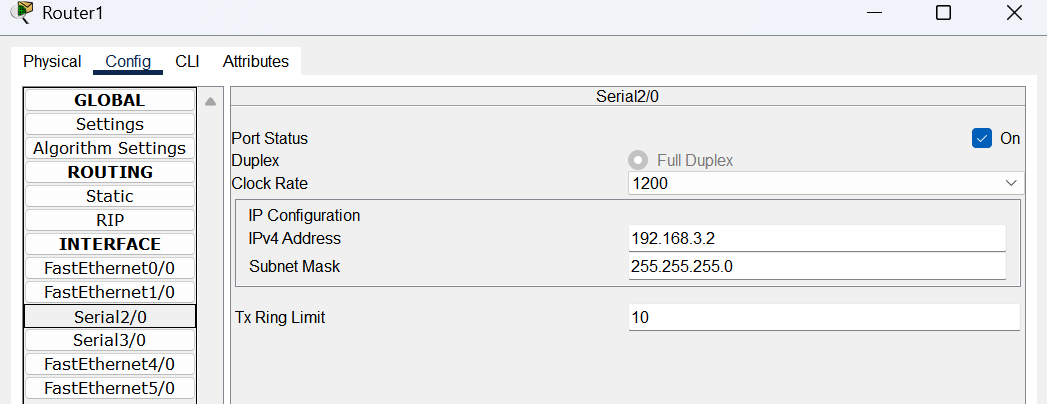 Router1
Physical Config CLI Attributes
GLOBAL
Settings
Algorithm Settings
ROUTING
Static
RIP
INTERFACE
FastEthernet0/0
FastEthernet1/0
Serial2/0
Serial3/0
FastEthernet4/0
FastEthernet5/0
Serial2/0
Port Status On
Duplex Full Duplex
Clock Rate 1200
IP Configuration
IPv4 Address 192.168.3.2
Subnet Mask 255.255.255.0
Tx Ring Limit 10